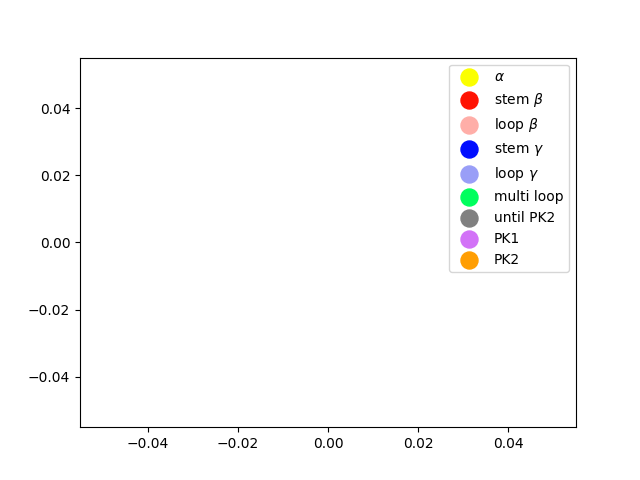 α
stem β
loop β
stem γ
loop γ
multi loop
until PK2
PK1
PK2
0.04
0.02
0.00
−0.02
−0.04
−0.04 −0.02 0.00 0.02 0.04